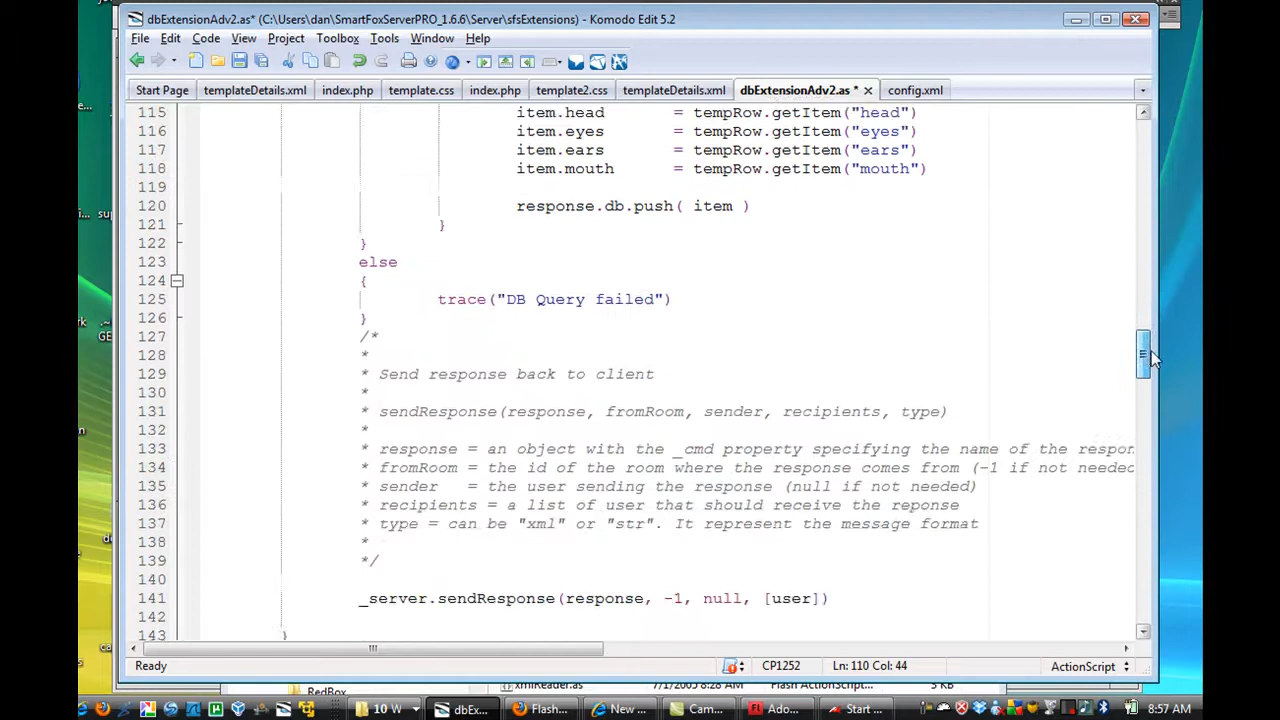 dbExtensionAdv2.as* (C:\Users\dan\SmartFoxServerPRO_1.6.6\Server\sfsExtensions) - Komodo Edit 5.2
File Edit Code View Project Toolbox Tools Window Help
Start Page templateDetails.xml index.php template.css index.php template2.css templateDetails.xml dbExtensionAdv2.as * config.xml
115 item.head = tempRow.getItem("head")
116 item.eyes = tempRow.getItem("eyes")
117 item.ears = tempRow.getItem("ears")
118 item.mouth = tempRow.getItem("mouth")
119
120 response.db.push( item )
121 }
122 }
123 else
124 {
125 trace("DB Query failed")
126 }
127 /*
128 *
129 * Send response back to client
130 *
131 * sendResponse(response, fromRoom, sender, recipients, type)
132 *
133 * response = an object with the _cmd property specifying the name of the respon
134 * fromRoom = the id of the room where the response comes from (-1 if not needed
135 * sender = the user sending the response (null if not needed)
136 * recipients = a list of user that should receive the reponse
137 * type = can be "xml" or "str". It represent the message format
138 *
139 */
140
141 _server.sendResponse(response, -1, null, [user])
142
143 }
Ready CP1252 Ln: 110 Col: 44 ActionScript
RedBox xmlReader.as 7/1/2005 8:28 AM Flash ActionScript... 5 KB
10 W dbEx... Flash... New ... Cam... Ado... Start ... 8:57 AM